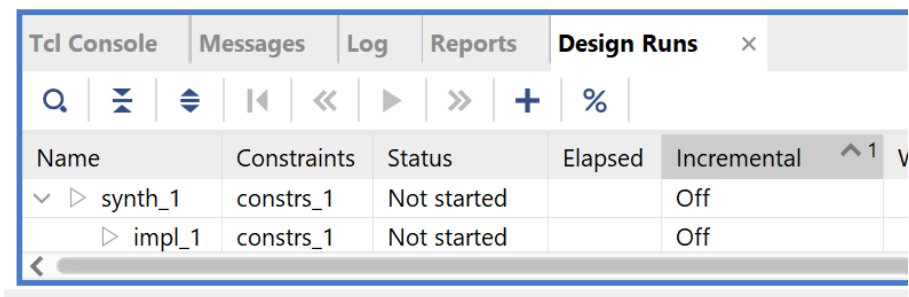 Tcl Console Messages Log Reports Design Runs ×
%
Name Constraints Status Elapsed Incremental 1
synth_1 constrs_1 Not started Off
impl_1 constrs_1 Not started Off